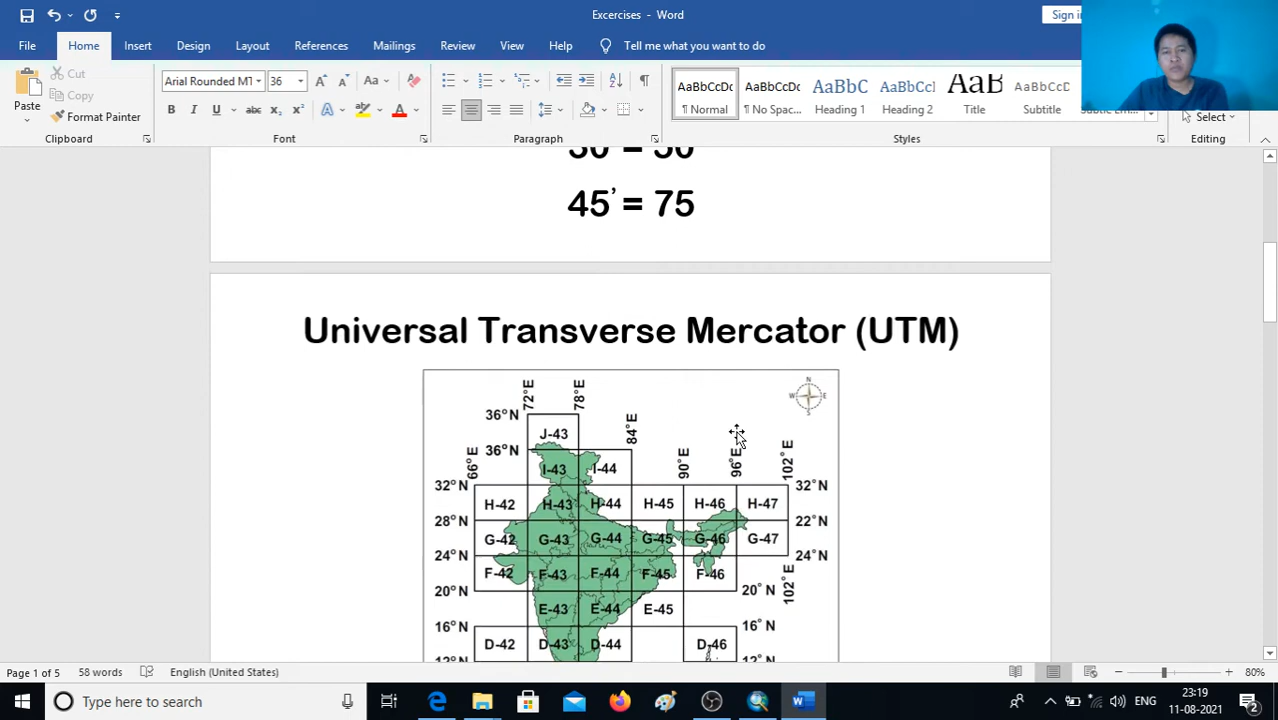 Excercises - Word
Sign in
File Home Insert Design Layout References Mailings Review View Help Tell me what you want to do
Paste
Cut
Copy
Format Painter
Clipboard
Arial Rounded MT 36
Font
Paragraph
AaBbCcDc
¶ Normal
AaBbCcDc
¶ No Spac...
AaBbC
Heading 1
AaBbCcI
Heading 2
AaB
Title
AaBbCcD
Subtitle
Styles
Select
Editing
30' = 50
45' = 75
Universal Transverse Mercator (UTM)
N
W E
S
72°E 78°E
36° N
J-43
84°E
36° N
66° E
I-43 I-44
90°E 96°E 102°E
32° N 32° N
H-42 H-43 H-44 H-45 H-46 H-47
28° N 22° N
G-42 G-43 G-44 G-45 G-46 G-47
24° N 24° N
F-42 F-43 F-44 F-45 F-46
102°E
20° N 20° N
E-43 E-44 E-45
16° N 16° N
D-42 D-43 D-44 D-46
12° N 12° N
Page 1 of 5 58 words English (United States) 80%
Type here to search
ENG
23:19
11-08-2021
2